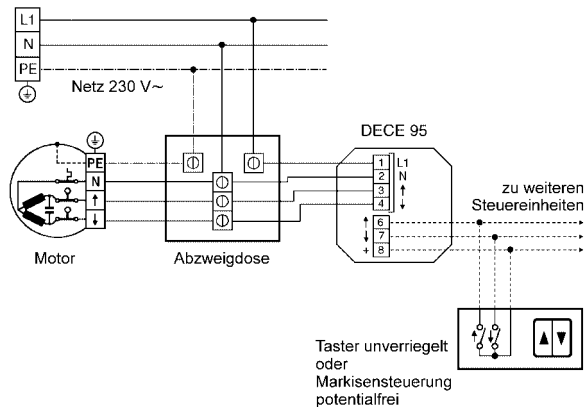 L1
N
PE
Netz 230 V~
DECE 95
PE
N
↑
↓
1 L1
2 N
3 ↑
4 ↓
↑ 6
↓ 7
+ 8
zu weiteren
Steuereinheiten
Motor
Abzweigdose
Taster unverriegelt
oder
Markisensteuerung
potentialfrei